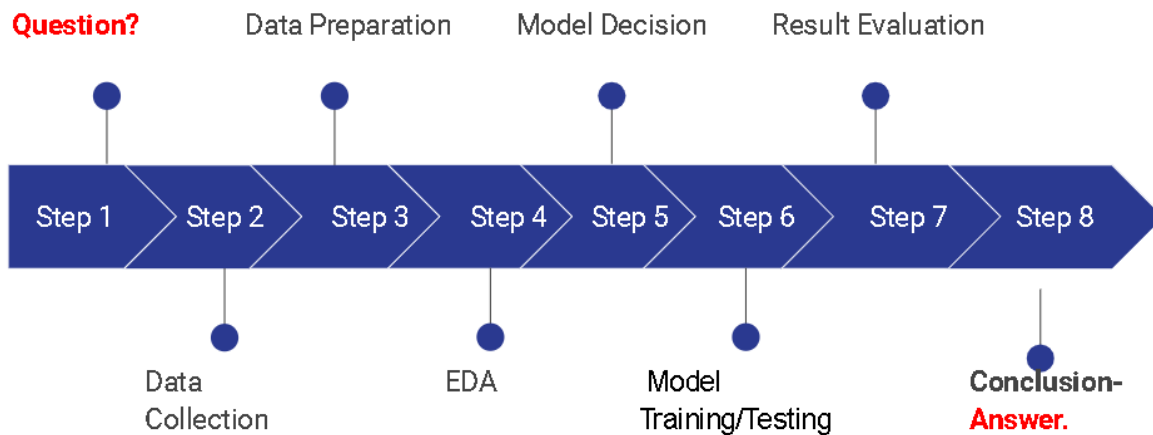 Question?
Data Preparation
Model Decision
Result Evaluation
Step 1
Step 2
Step 3
Step 4
Step 5
Step 6
Step 7
Step 8
Data
Collection
EDA
Model
Training/Testing
Conclusion-
Answer.